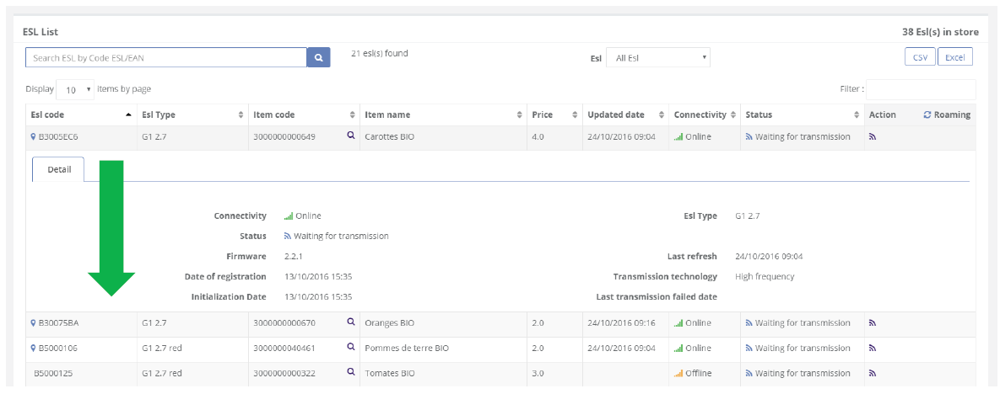 ESL List 38 Esl(s) in store
Search ESL by Code ESL/EAN 21 esl(s) found Esl All Esl CSV Excel
Display 10 items by page Filter :
Esl code Esl Type Item code Item name Price Updated date Connectivity Status Action Roaming
B3005EC6 G1 2.7 3000000000649 Carottes BIO 4.0 24/10/2016 09:04 Online Waiting for transmission
Detail
Connectivity Online Esl Type G1 2.7
Status Waiting for transmission
Firmware 2.2.1 Last refresh 24/10/2016 09:04
Date of registration 13/10/2016 15:35 Transmission technology High frequency
Initialization Date 13/10/2016 15:35 Last transmission failed date
B30075BA G1 2.7 3000000000670 Oranges BIO 2.0 24/10/2016 09:16 Online Waiting for transmission
B5000106 G1 2.7 red 3000000040461 Pommes de terre BIO 2.0 24/10/2016 09:04 Online Waiting for transmission
B5000125 G1 2.7 red 3000000000322 Tomates BIO 3.0 Offline Waiting for transmission